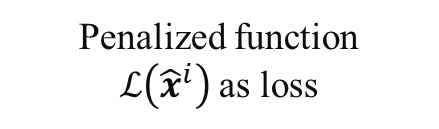 Penalized function
ℒ(𝒙̂ⁱ) as loss